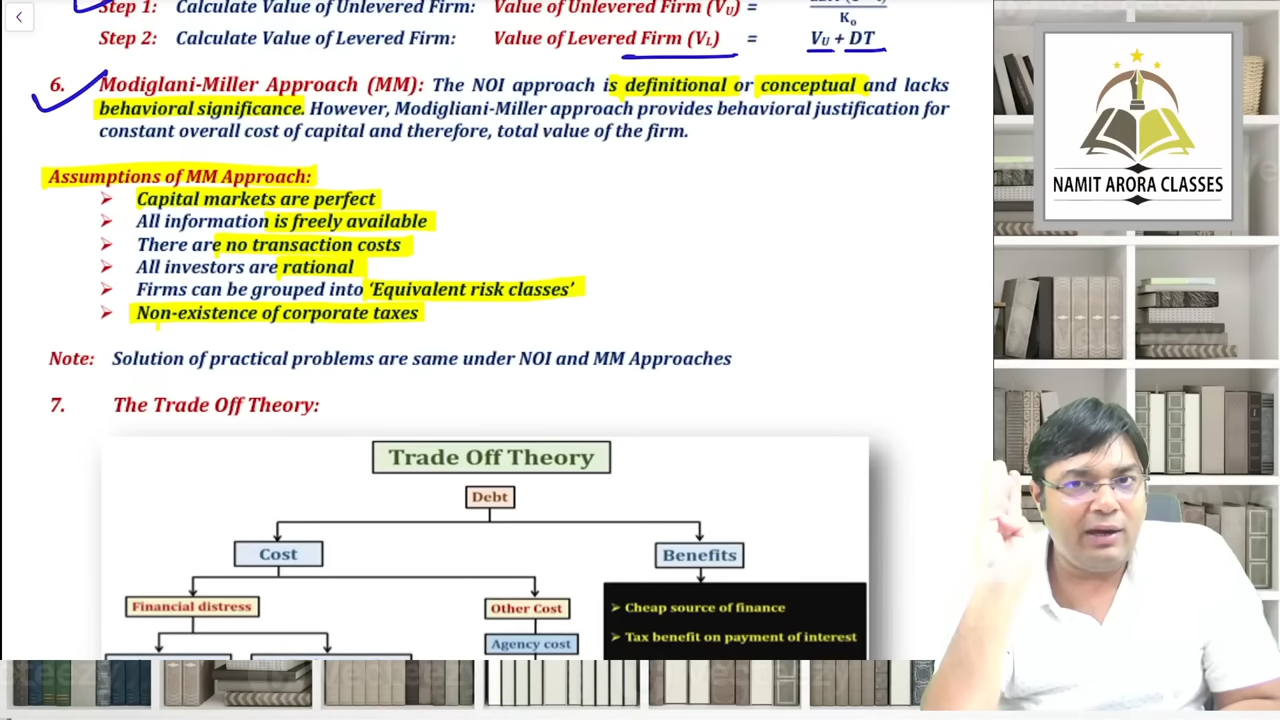 Step 1: Calculate Value of Unlevered Firm: Value of Unlevered Firm (VU) =
Ko
Step 2: Calculate Value of Levered Firm: Value of Levered Firm (VL) = VU + DT
6. Modiglani-Miller Approach (MM): The NOI approach is definitional or conceptual and lacks
behavioral significance. However, Modigliani-Miller approach provides behavioral justification for
constant overall cost of capital and therefore, total value of the firm.
NAMIT ARORA CLASSES
Assumptions of MM Approach:
Capital markets are perfect
All information is freely available
There are no transaction costs
All investors are rational
Firms can be grouped into ‘Equivalent risk classes’
Non-existence of corporate taxes
Note: Solution of practical problems are same under NOI and MM Approaches
7. The Trade Off Theory:
Trade Off Theory
Debt
Cost
Benefits
Financial distress
Other Cost
Agency cost
Cheap source of finance
Tax benefit on payment of interest